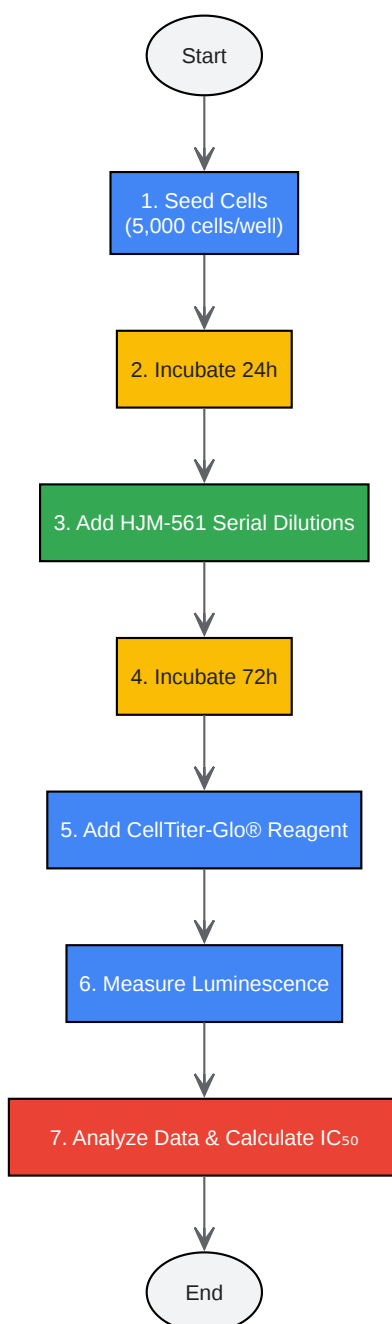 Start
1. Seed Cells
(5,000 cells/well)
2. Incubate 24h
3. Add HJM-561 Serial Dilutions
4. Incubate 72h
5. Add CellTiter-Glo® Reagent
6. Measure Luminescence
7. Analyze Data & Calculate IC₅₀
End